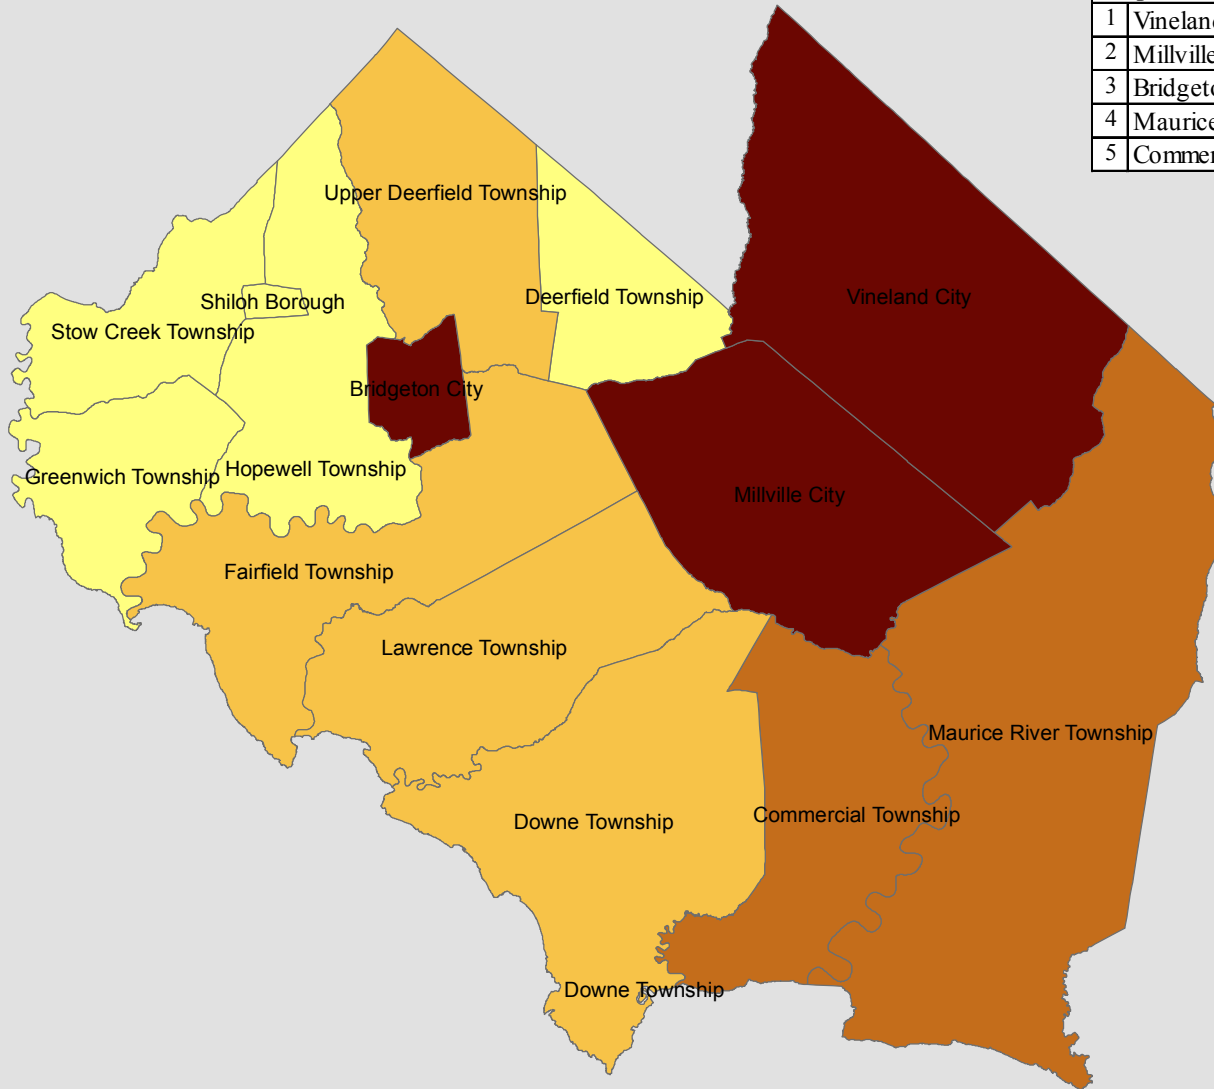 1 Vineland
2 Millville
3 Bridgeto
4 Maurice
5 Commer
Upper Deerfield Township
Deerfield Township
Vineland City
Shiloh Borough
Stow Creek Township
Bridgeton City
Greenwich Township
Hopewell Township
Millville City
Fairfield Township
Lawrence Township
Maurice River Township
Commercial Township
Downe Township
Downe Township